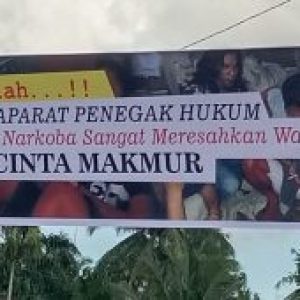 lah...!!
APARAT PENEGAK HUKUM
Narkoba Sangat Meresahkan Wa
CINTA MAKMUR